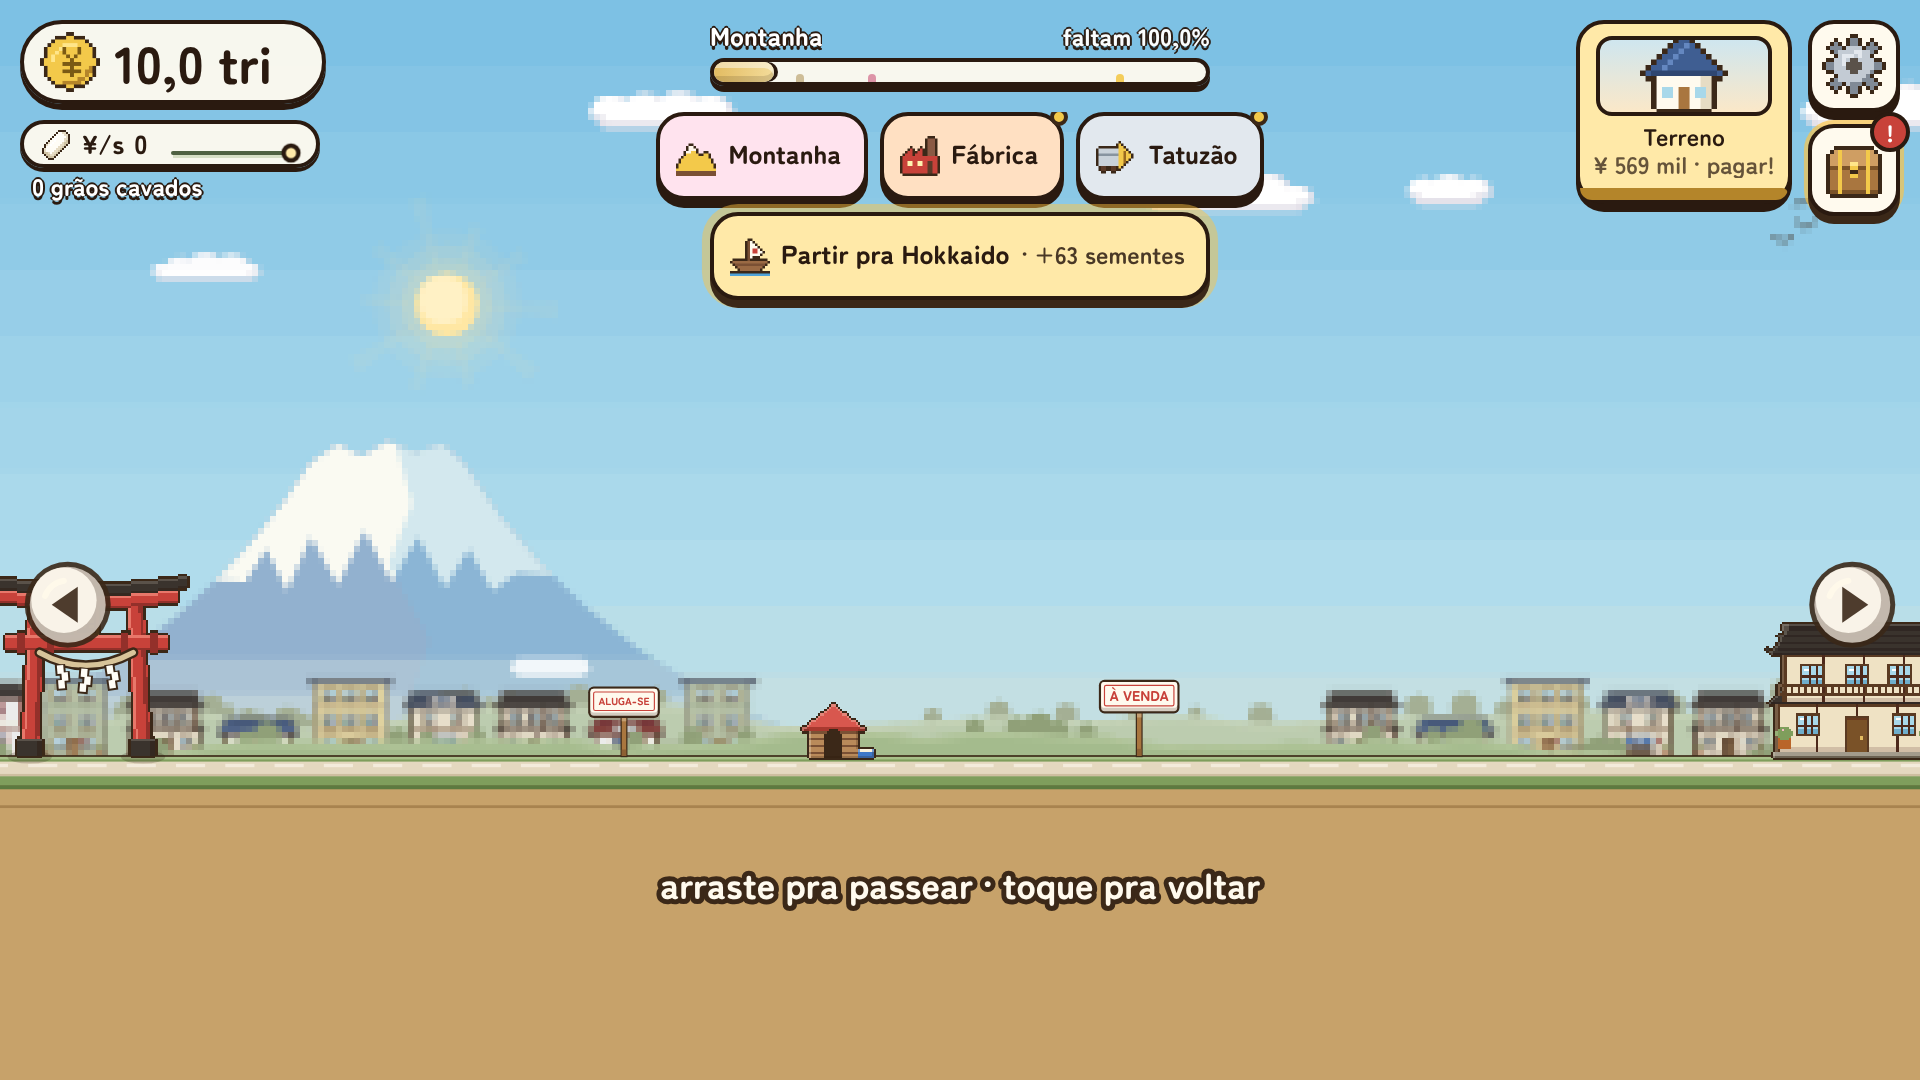 10,0 tri
¥/s 0
0 grãos cavados
Montanha
faltam 100,0%
Montanha
Fábrica
Tatuzão
Partir pra Hokkaido · +63 sementes
Terreno
¥ 569 mil · pagar!
!
ALUGA-SE
À VENDA
arraste pra passear · toque pra voltar